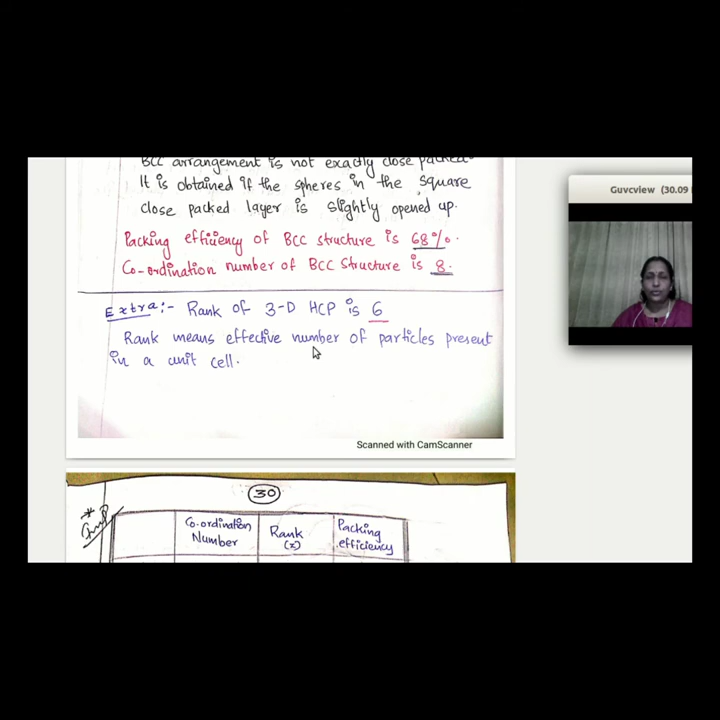 BCC arrangement is not exactly close packed.
It is obtained if the spheres in the square
close packed layer is slightly opened up.
Packing efficiency of BCC structure is 68%.
Co-ordination number of BCC Structure is 8.
Extra:- Rank of 3-D HCP is 6
Rank means effective number of particles present
in a unit cell.
Scanned with CamScanner
30
Co-ordination Number
Rank (x)
Packing efficiency
Guvcview (30.09